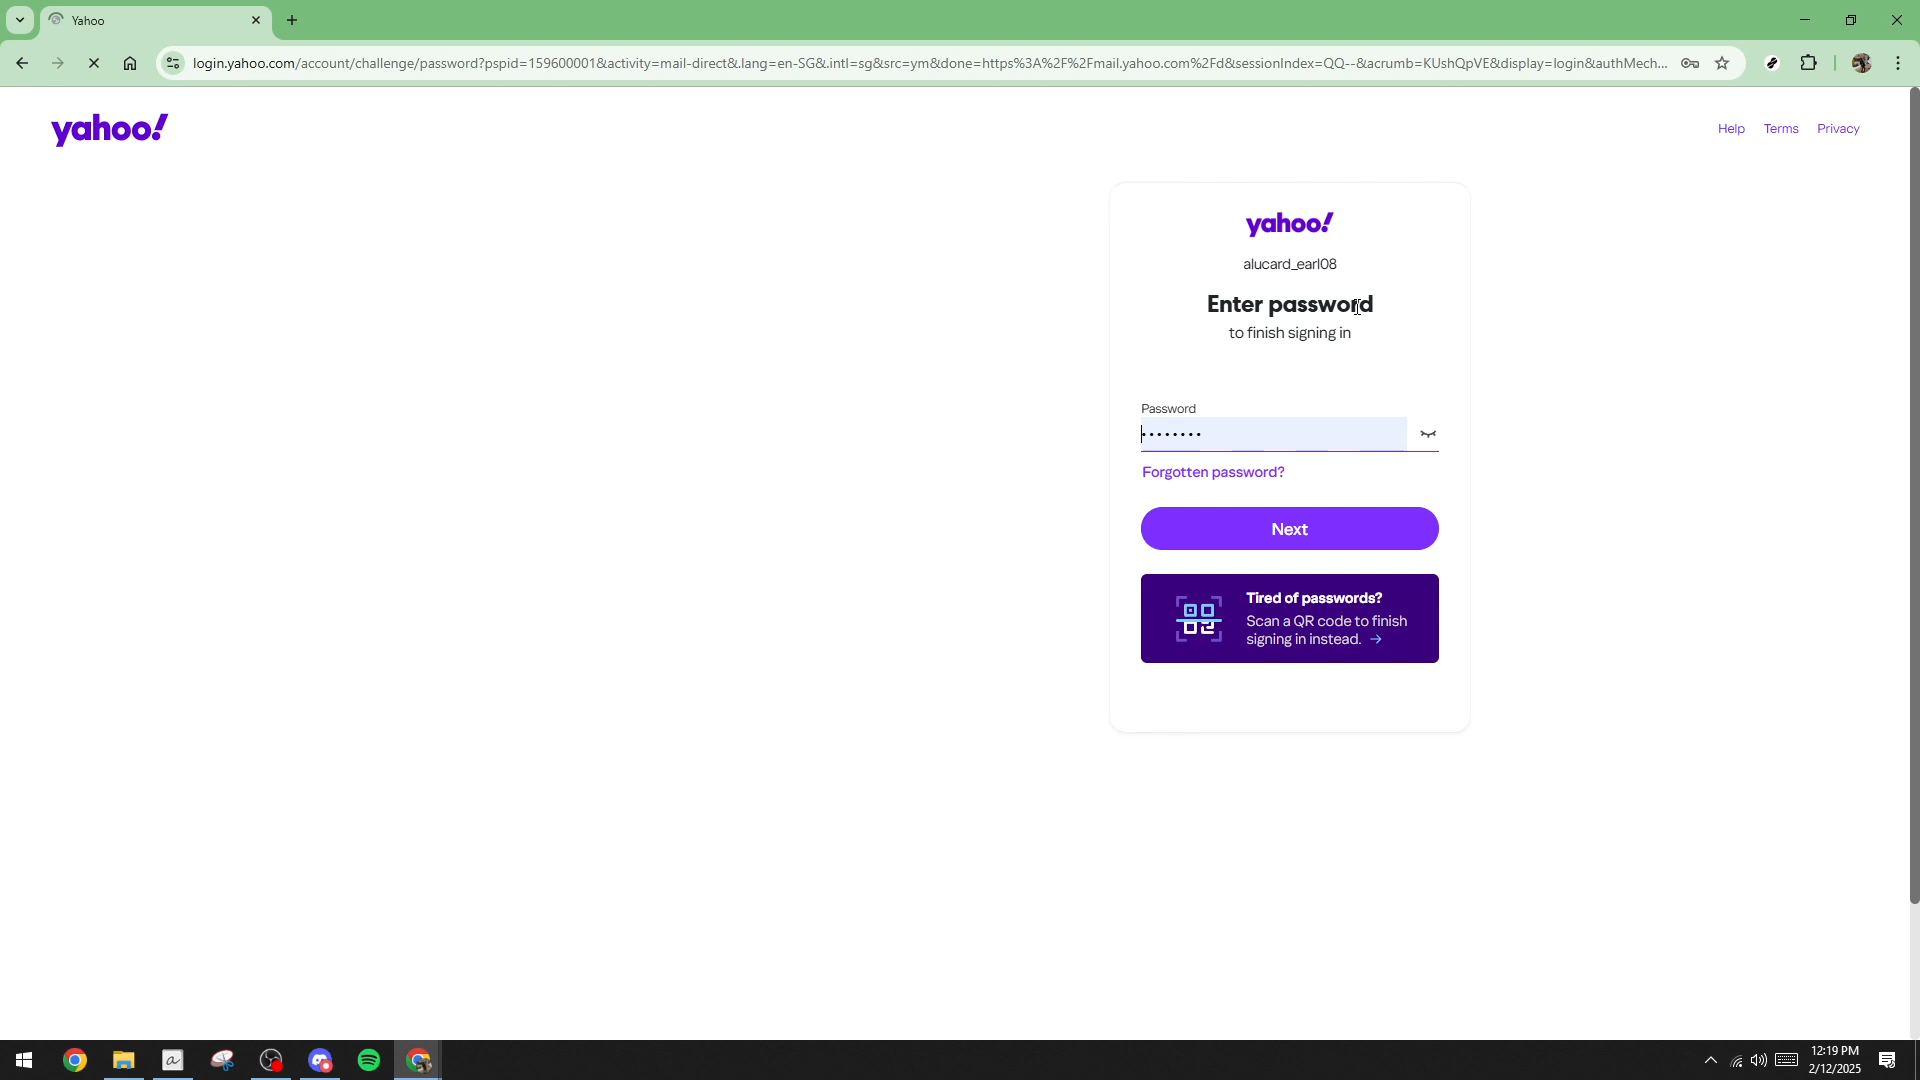 Yahoo
login.yahoo.com/account/challenge/password?pspid=159600001&activity=mail-direct&.lang=en-SG&.intl=sg&src=ym&done=https%3A%2F%2Fmail.yahoo.com%2Fd&sessionIndex=QQ--&acrumb=KUshQpVE&display=login&authMech...
yahoo!
Help Terms Privacy
yahoo!
alucard_earl08
Enter password
to finish signing in
Password
Forgotten password?
Next
Tired of passwords?
Scan a QR code to finish
signing in instead. →
12:19 PM
2/12/2025